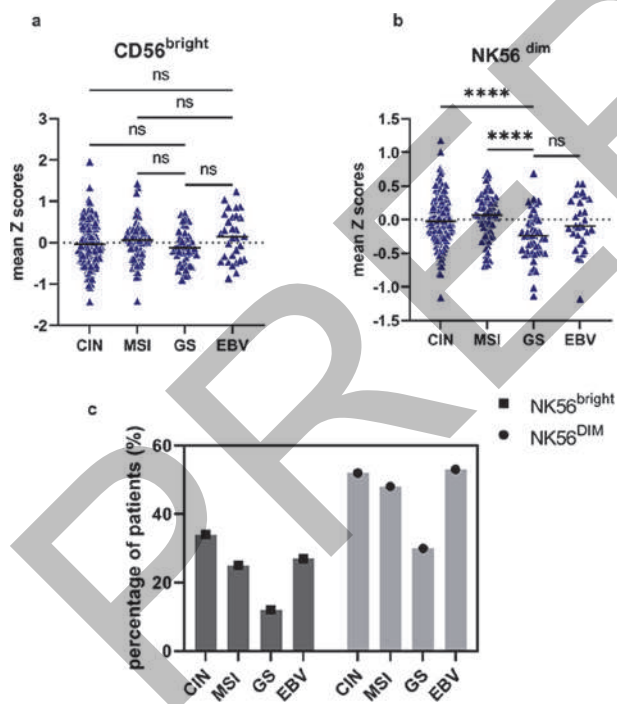 a
CD56bright
ns
ns
ns
ns
ns
mean Z scores
3
2
1
0
-1
-2
CIN MSI GS EBV
b
NK56 dim
****
****
ns
mean Z scores
1.5
1.0
0.5
0.0
-0.5
-1.0
-1.5
CIN MSI GS EBV
c
percentage of patients (%)
60
40
20
0
CIN MSI GS EBV CIN MSI GS EBV
NK56bright
NK56DIM